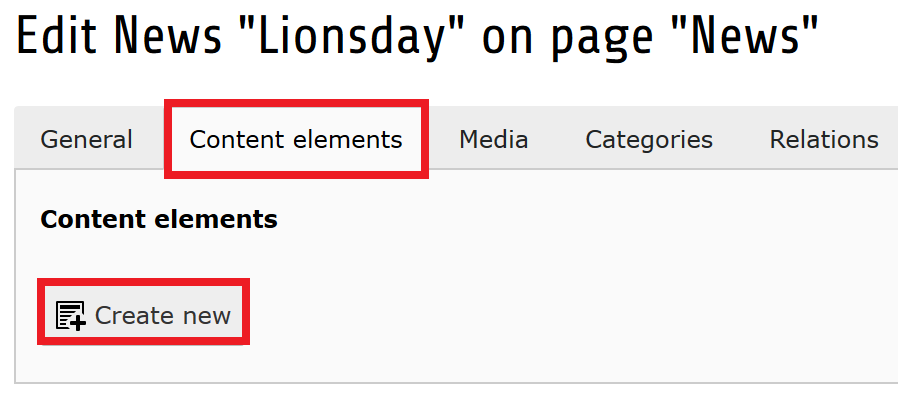 Edit News "Lionsday" on page "News"
General Content elements Media Categories Relations
Content elements
Create new